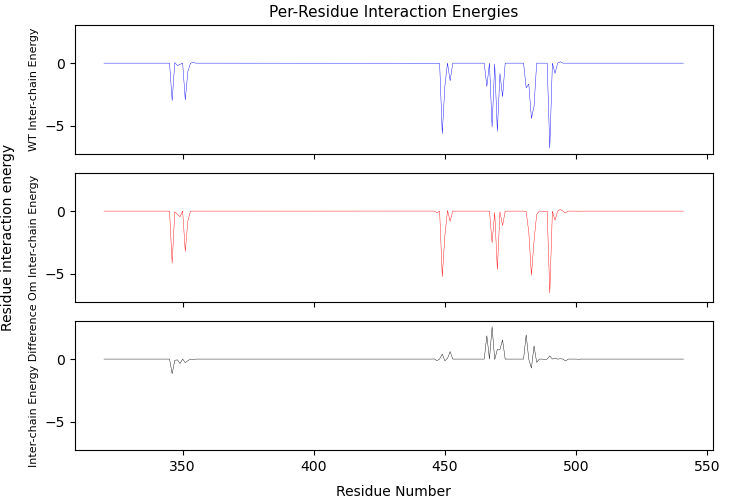 Per-Residue Interaction Energies
Residue interaction energy
WT Inter-chain Energy
0
−5
Om Inter-chain Energy
0
−5
Inter-chain Energy Difference
0
−5
350
400
450
500
550
Residue Number